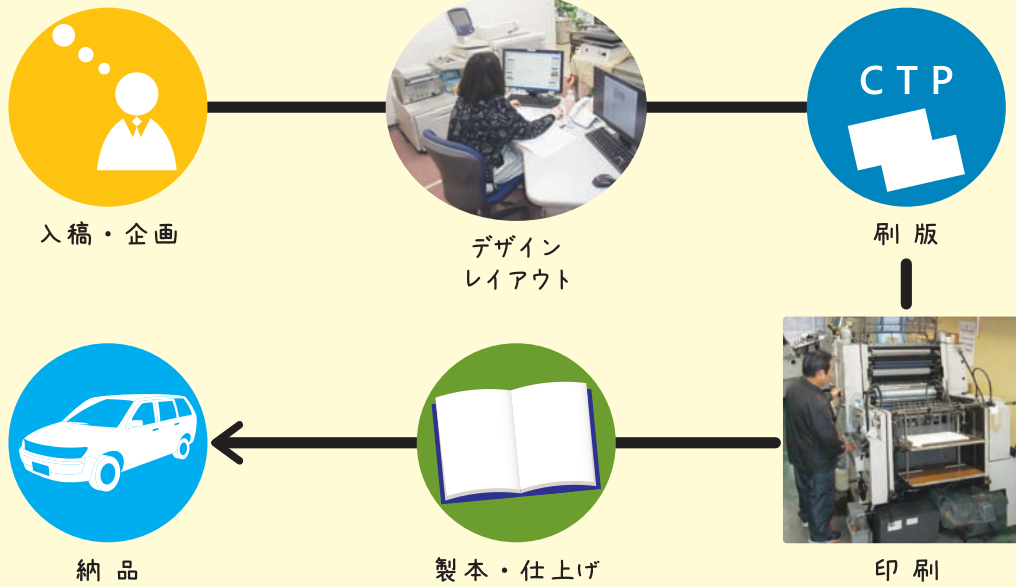 入稿・企画
デザイン
レイアウト
CTP
刷版
印刷
製本・仕上げ
納品